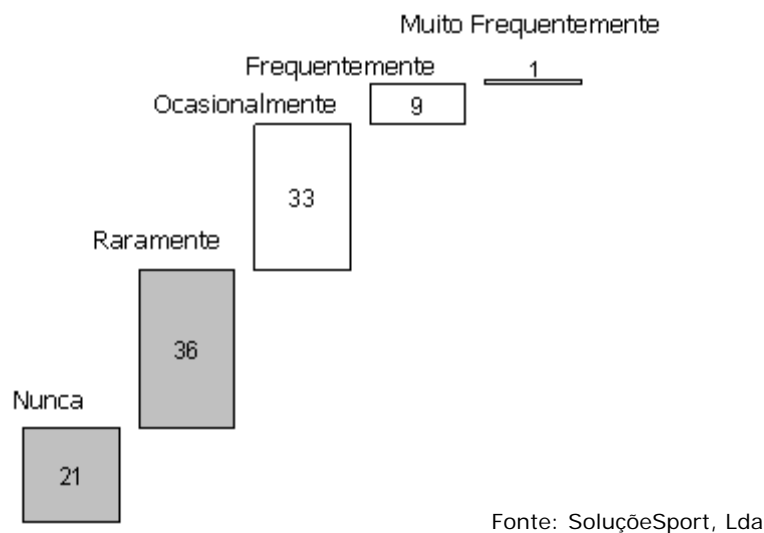 Muito Frequentemente
1
Frequentemente
9
Ocasionalmente
33
Raramente
36
Nunca
21
Fonte: SoluçõeSport, Lda